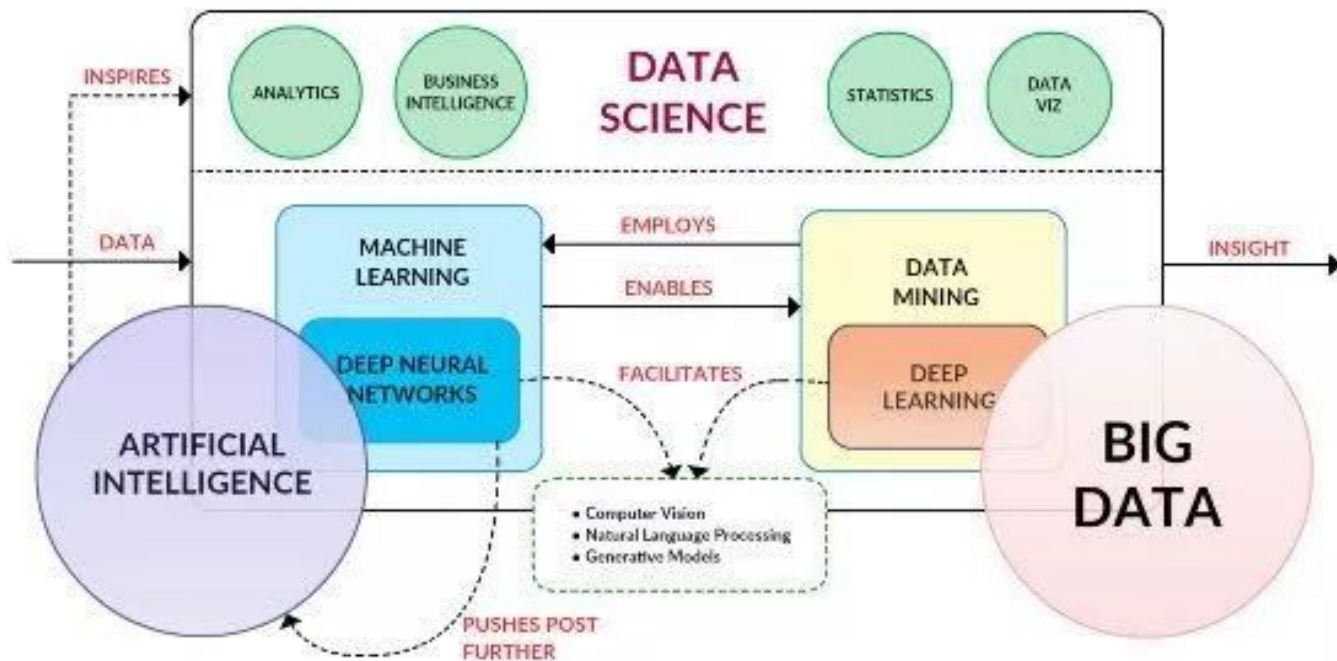 INSPIRES
ANALYTICS
BUSINESS
INTELLIGENCE
DATA
SCIENCE
STATISTICS
DATA
VIZ
DATA
MACHINE
LEARNING
EMPLOYS
ENABLES
DATA
MINING
INSIGHT
DEEP NEURAL
NETWORKS
FACILITATES
DEEP
LEARNING
ARTIFICIAL
INTELLIGENCE
BIG
DATA
• Computer Vision
• Natural Language Processing
• Generative Models
PUSHES POST
FURTHER